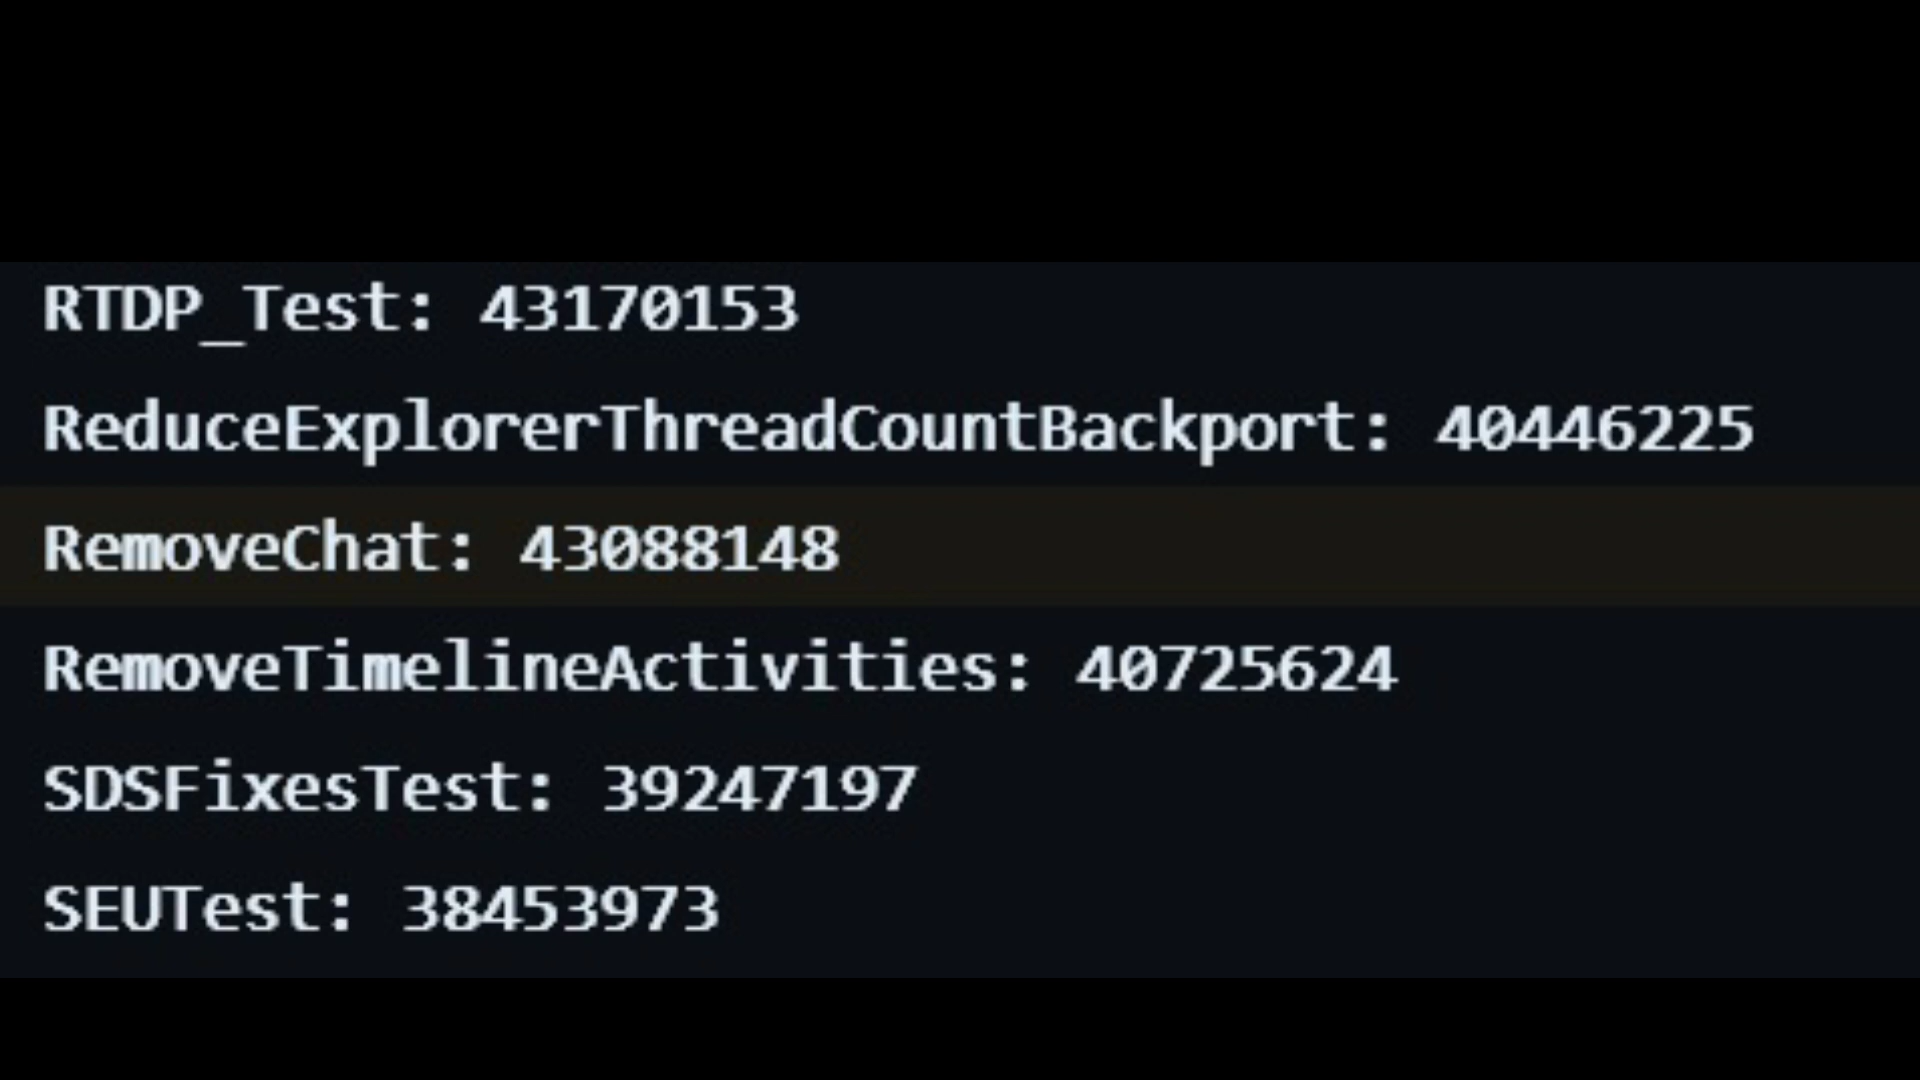 RTDP_Test: 43170153
ReduceExplorerThreadCountBackport: 40446225
RemoveChat: 43088148
RemoveTimelineActivities: 40725624
SDSFixesTest: 39247197
SEUTest: 38453973